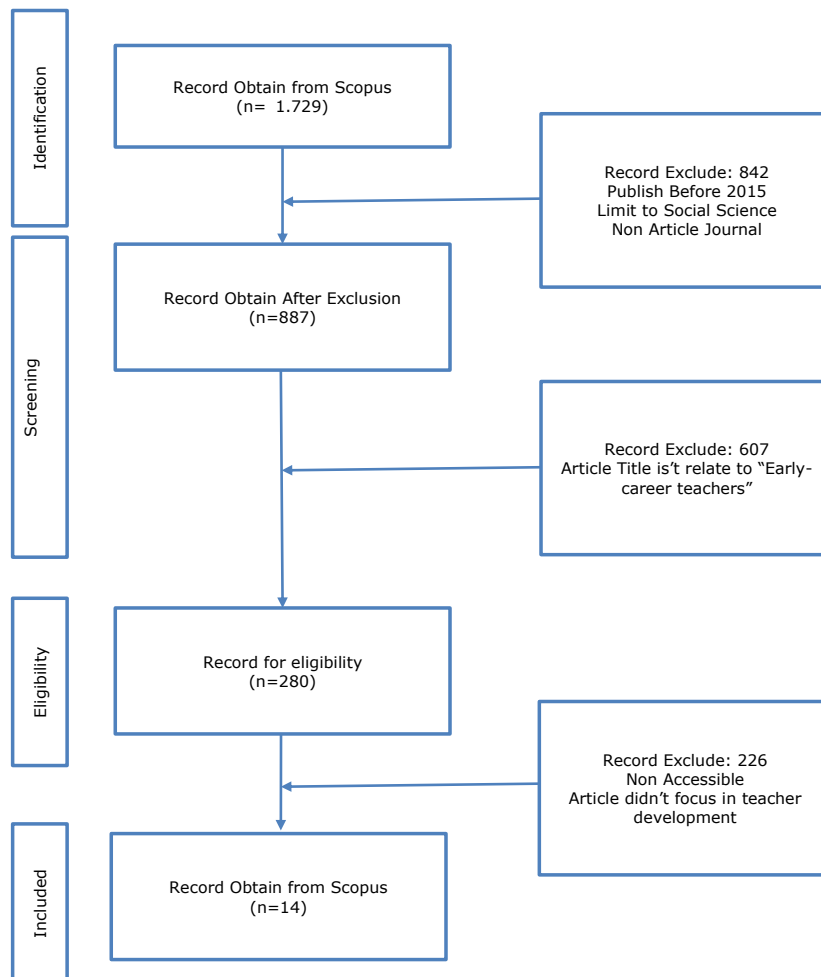 Identification
Record Obtain from Scopus
(n= 1.729)
Record Exclude: 842
Publish Before 2015
Limit to Social Science
Non Article Journal
Screening
Record Obtain After Exclusion
(n=887)
Record Exclude: 607
Article Title is't relate to “Early-
career teachers”
Eligibility
Record for eligibility
(n=280)
Record Exclude: 226
Non Accessible
Article didn’t focus in teacher
development
Included
Record Obtain from Scopus
(n=14)